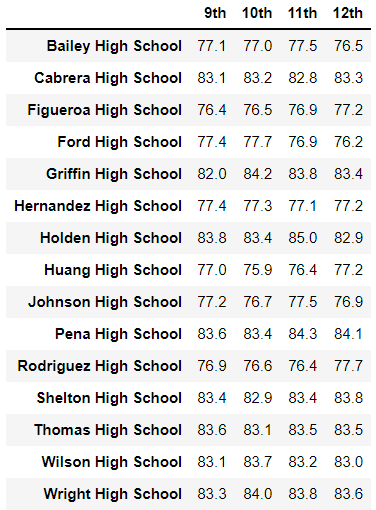 9th 10th 11th 12th
Bailey High School 77.1 77.0 77.5 76.5
Cabrera High School 83.1 83.2 82.8 83.3
Figueroa High School 76.4 76.5 76.9 77.2
Ford High School 77.4 77.7 76.9 76.2
Griffin High School 82.0 84.2 83.8 83.4
Hernandez High School 77.4 77.3 77.1 77.2
Holden High School 83.8 83.4 85.0 82.9
Huang High School 77.0 75.9 76.4 77.2
Johnson High School 77.2 76.7 77.5 76.9
Pena High School 83.6 83.4 84.3 84.1
Rodriguez High School 76.9 76.6 76.4 77.7
Shelton High School 83.4 82.9 83.4 83.8
Thomas High School 83.6 83.1 83.5 83.5
Wilson High School 83.1 83.7 83.2 83.0
Wright High School 83.3 84.0 83.8 83.6